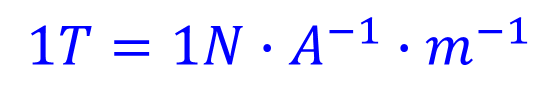 1T = 1N · A⁻¹ · m⁻¹